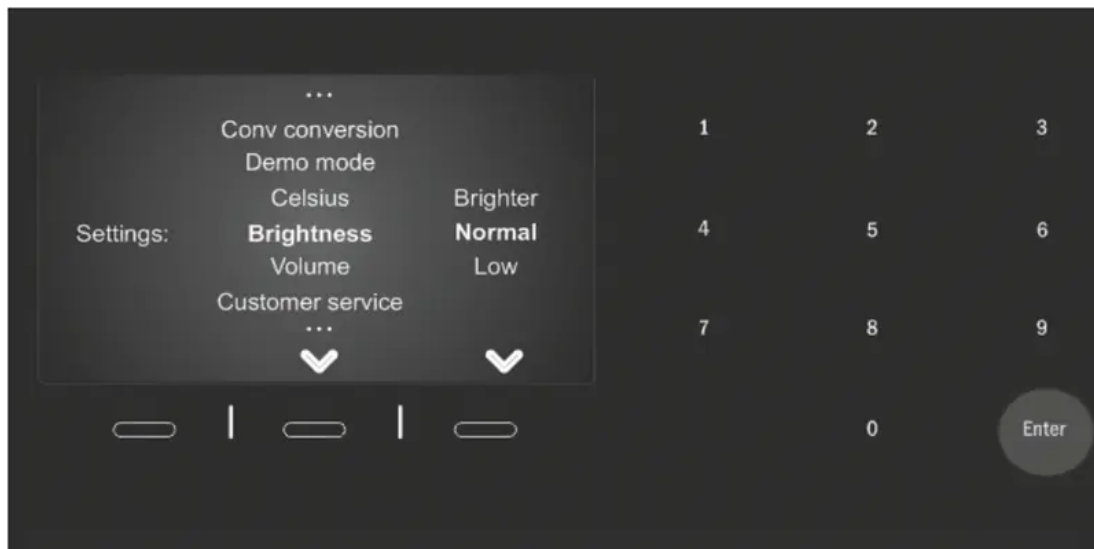 ...
Conv conversion
Demo mode
Celsius Brighter
Settings: Brightness Normal
Volume Low
Customer service
...
1 2 3
4 5 6
7 8 9
0 Enter